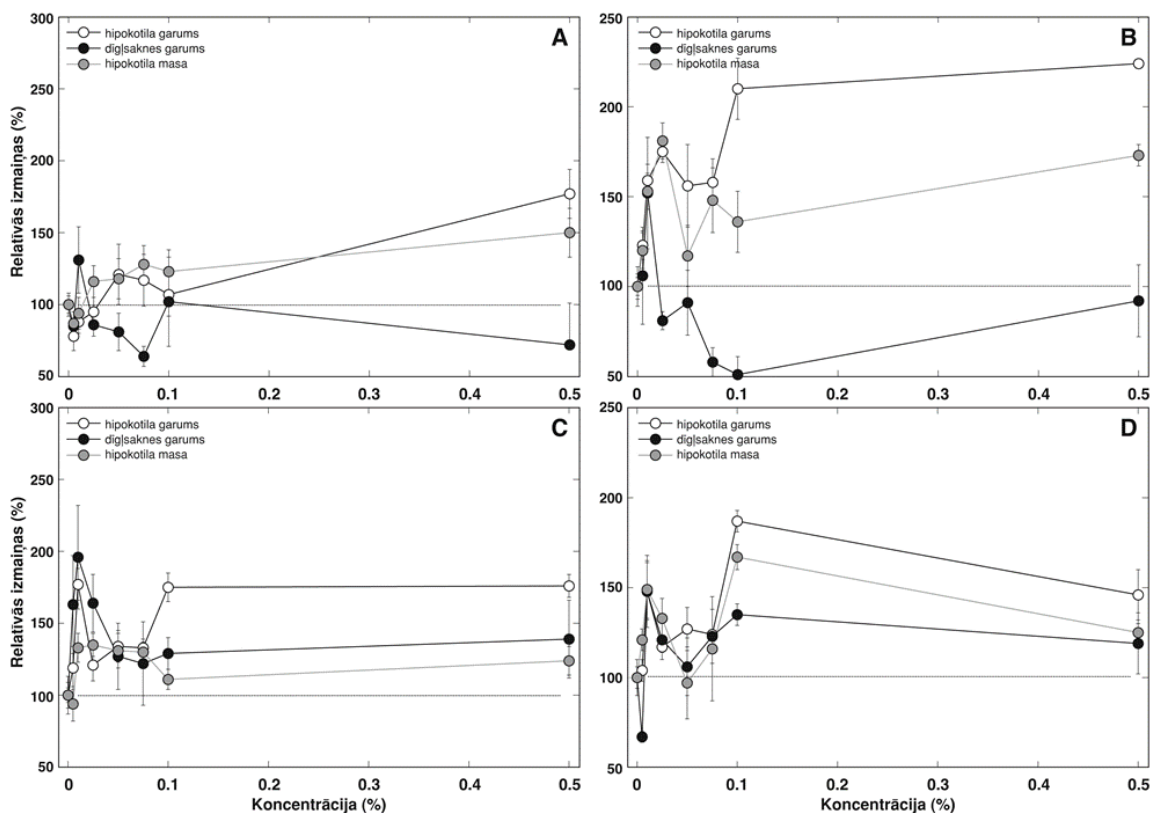 300
250
200
150
100
50
Relatīvās izmaiņas (%)
hipokotila garums
dīgļsaknes garums
hipokotila masa
A
0 0.1 0.2 0.3 0.4 0.5
250
200
150
100
50
hipokotila garums
dīgļsaknes garums
hipokotila masa
B
0 0.1 0.2 0.3 0.4 0.5
300
250
200
150
100
50
Relatīvās izmaiņas (%)
hipokotila garums
dīgļsaknes garums
hipokotila masa
C
0 0.1 0.2 0.3 0.4 0.5
Koncentrācija (%)
250
200
150
100
50
hipokotila garums
dīgļsaknes garums
hipokotila masa
D
0 0.1 0.2 0.3 0.4 0.5
Koncentrācija (%)